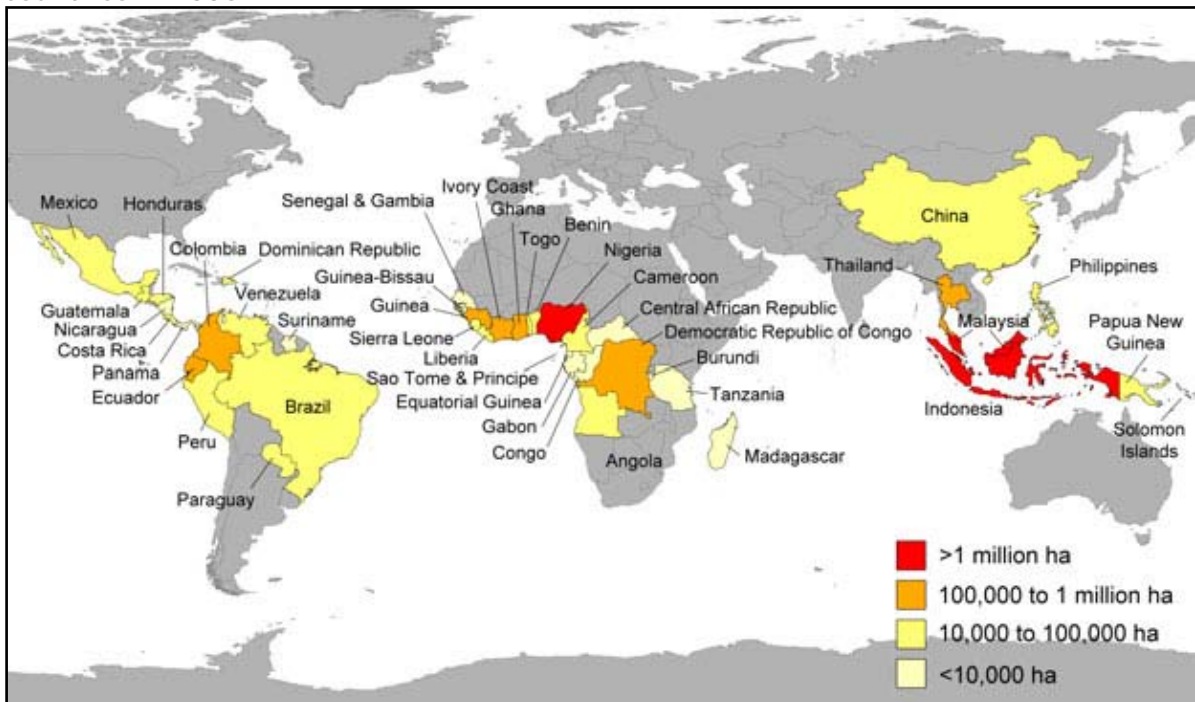 Mexico
Honduras
Colombia
Dominican Republic
Guatemala
Venezuela
Nicaragua
Suriname
Costa Rica
Panama
Ecuador
Brazil
Peru
Paraguay
Senegal & Gambia
Ivory Coast
Ghana
Benin
Togo
Nigeria
Guinea-Bissau
Cameroon
Guinea
Central African Republic
Sierra Leone
Democratic Republic of Congo
Liberia
Burundi
Sao Tome & Principe
Tanzania
Equatorial Guinea
Gabon
Congo
Angola
Madagascar
China
Thailand
Philippines
Malaysia
Papua New
Guinea
Indonesia
Solomon
Islands
>1 million ha
100,000 to 1 million ha
10,000 to 100,000 ha
<10,000 ha